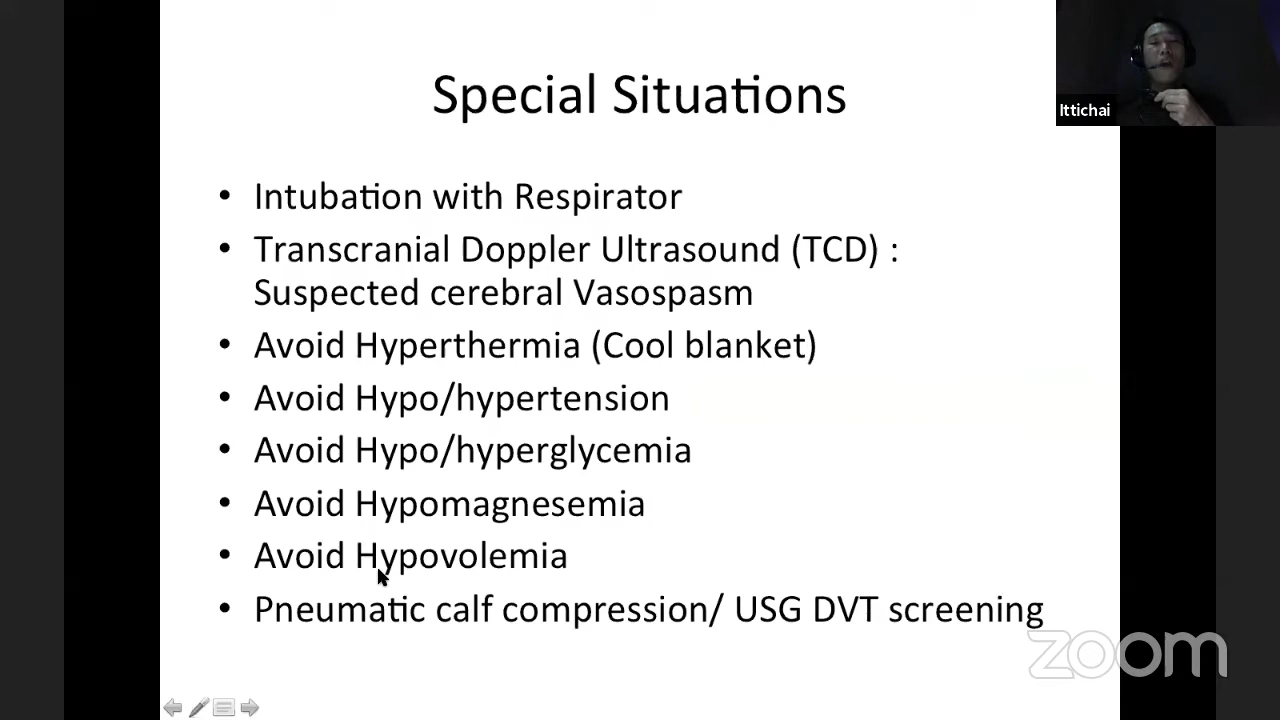 Special Situations
Ittichai
• Intubation with Respirator
• Transcranial Doppler Ultrasound (TCD) :
Suspected cerebral Vasospasm
• Avoid Hyperthermia (Cool blanket)
• Avoid Hypo/hypertension
• Avoid Hypo/hyperglycemia
• Avoid Hypomagnesemia
• Avoid Hypovolemia
• Pneumatic calf compression/ USG DVT screening
zoom